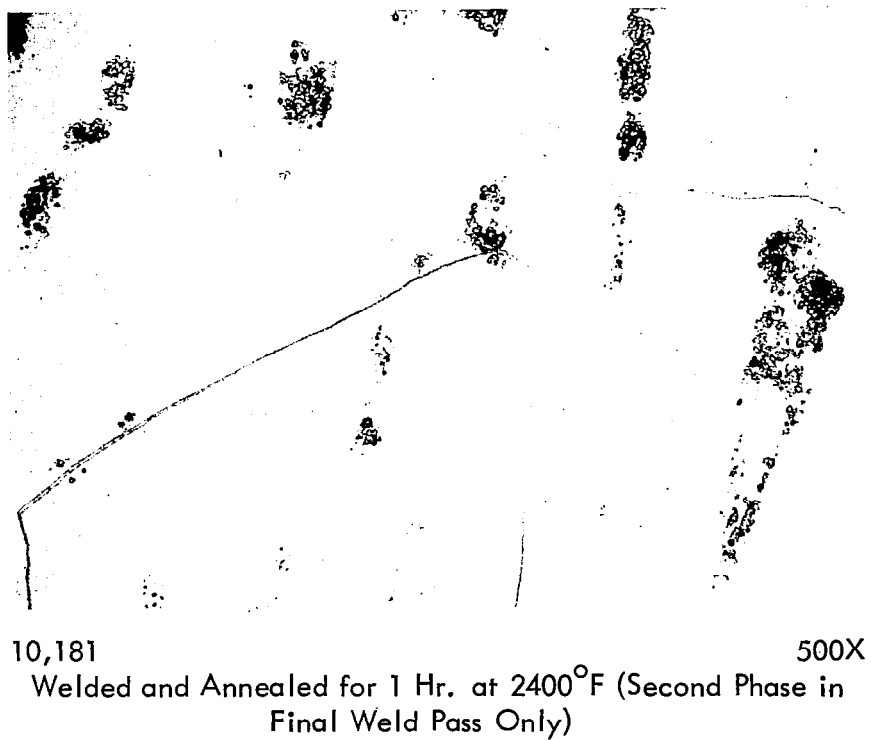 10,181 500X
Welded and Annealed for 1 Hr. at 2400°F (Second Phase in
Final Weld Pass Only)